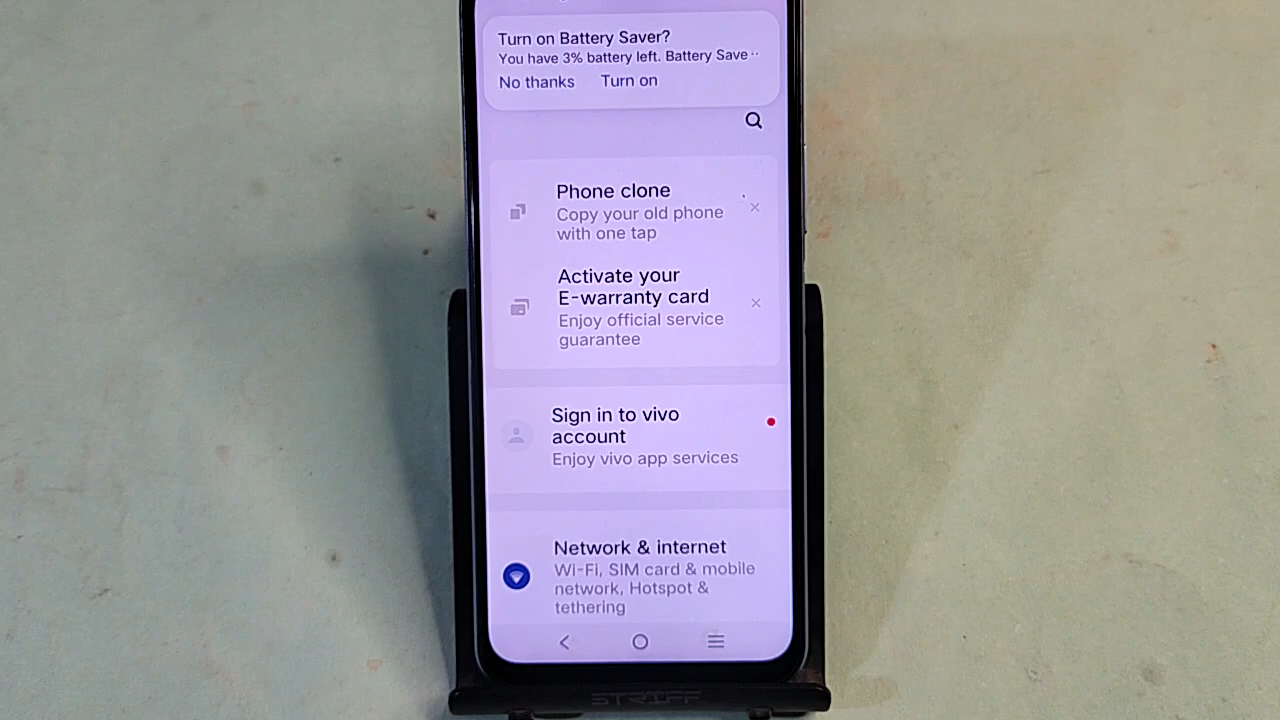 Turn on Battery Saver?
You have 3% battery left. Battery Save ··
No thanks Turn on
Phone clone
Copy your old phone
with one tap
Activate your
E-warranty card
Enjoy official service
guarantee
Sign in to vivo
account
Enjoy vivo app services
Network & internet
Wi-Fi, SIM card & mobile
network, Hotspot &
tethering
STRIFF